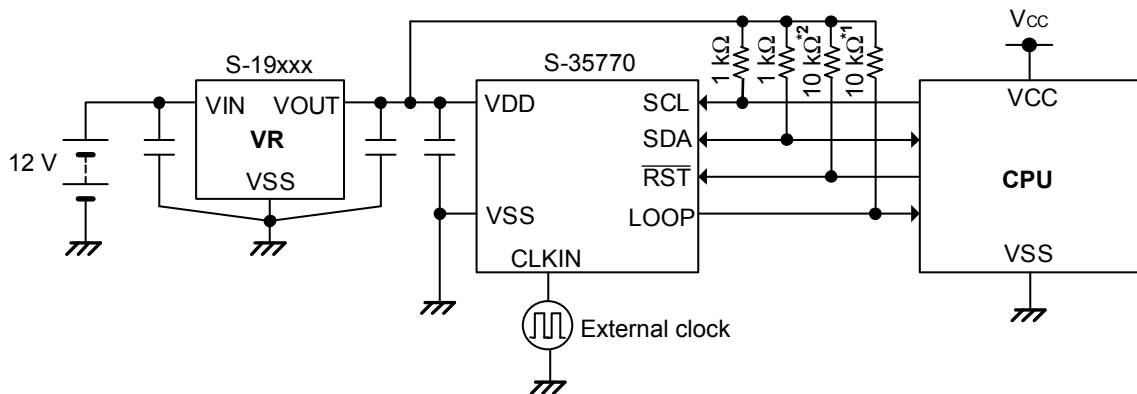 S-19xxx
VIN
VOUT
VR
VSS
12 V
S-35770
VDD
VSS
CLKIN
SCL
SDA
RST
LOOP
External clock
1 kΩ
1 kΩ
10 kΩ*2
10 kΩ*1
VCC
VCC
CPU
VSS